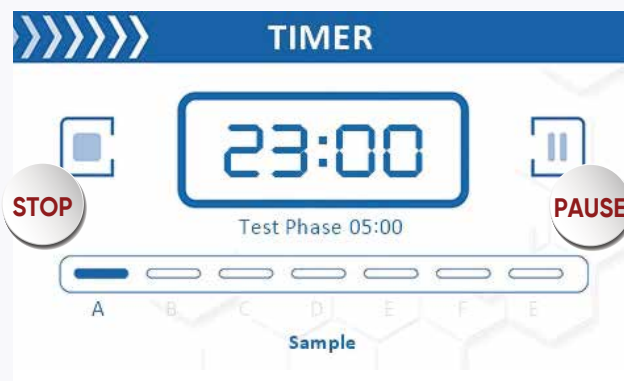 TIMER
23:00
STOP
PAUSE
Test Phase 05:00
A B C D E F E
Sample